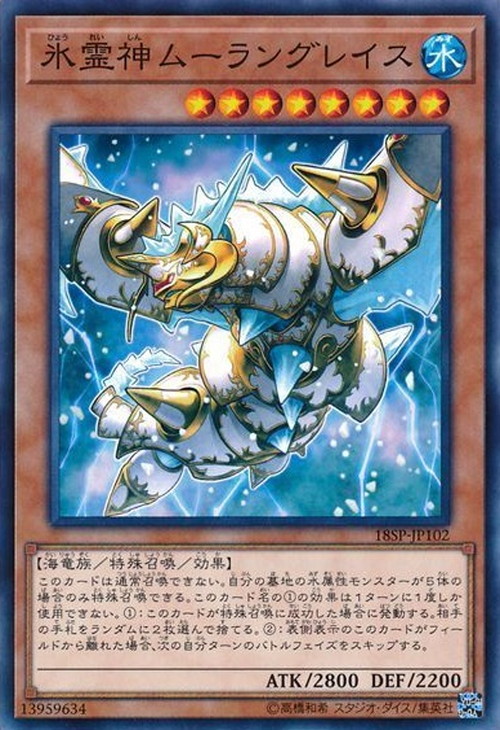 氷霊神ムーラングレイス
水
18SP-JP102
【海竜族／特殊召喚／効果】
このカードは通常召喚できない。自分の墓地の水属性モンスターが５体の
場合のみ特殊召喚できる。このカード名の①の効果は１ターンに１度しか
使用できない。①：このカードが特殊召喚に成功した場合に発動する。相手
の手札をランダムに２枚選んで捨てる。②：表側表示のこのカードがフィー
ルドから離れた場合、次の自分ターンのバトルフェイズをスキップする。
ATK/2800 DEF/2200
13959634
©高橋和希 スタジオ・ダイス/集英社